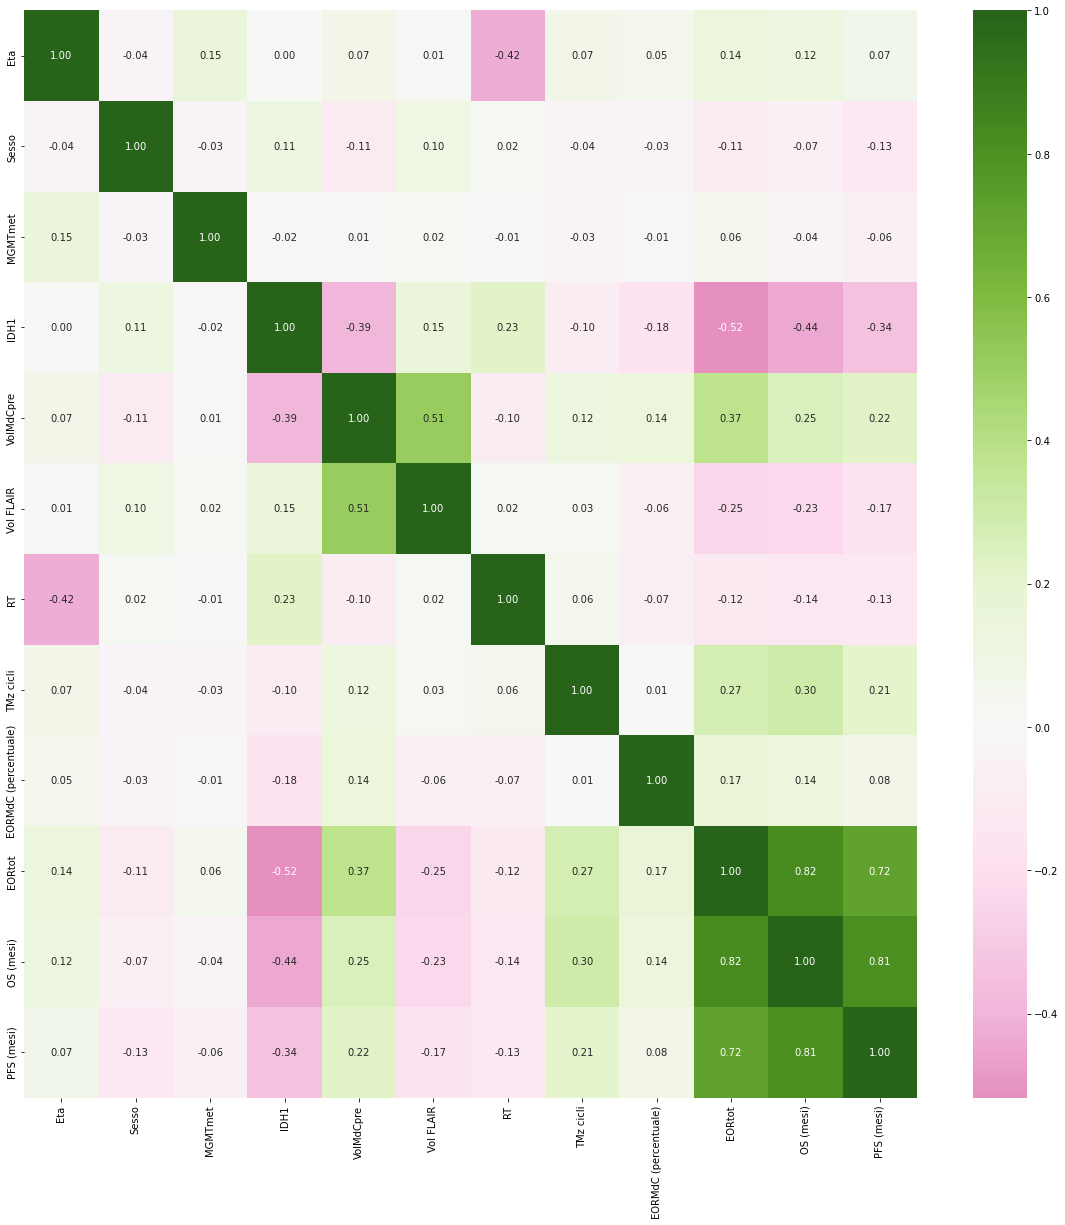 Eta 1.00 -0.04 0.15 0.00 0.07 0.01 -0.42 0.07 0.05 0.14 0.12 0.07
Sesso -0.04 1.00 -0.03 0.11 -0.11 0.10 0.02 -0.04 -0.03 -0.11 -0.07 -0.13
MGMTmet 0.15 -0.03 1.00 -0.02 0.01 0.02 -0.01 -0.03 -0.01 0.06 -0.04 -0.06
IDH1 0.00 0.11 -0.02 1.00 -0.39 0.15 0.23 -0.10 -0.18 -0.52 -0.44 -0.34
VolMdCpre 0.07 -0.11 0.01 -0.39 1.00 0.51 -0.10 0.12 0.14 0.37 0.25 0.22
Vol FLAIR 0.01 0.10 0.02 0.15 0.51 1.00 0.02 0.03 -0.06 -0.25 -0.23 -0.17
RT -0.42 0.02 -0.01 0.23 -0.10 0.02 1.00 0.06 -0.07 -0.12 -0.14 -0.13
TMz cicli 0.07 -0.04 -0.03 -0.10 0.12 0.03 0.06 1.00 0.01 0.27 0.30 0.21
EORMdC (percentuale) 0.05 -0.03 -0.01 -0.18 0.14 -0.06 -0.07 0.01 1.00 0.17 0.14 0.08
EORtot 0.14 -0.11 0.06 -0.52 0.37 -0.25 -0.12 0.27 0.17 1.00 0.82 0.72
OS (mesi) 0.12 -0.07 -0.04 -0.44 0.25 -0.23 -0.14 0.30 0.14 0.82 1.00 0.81
PFS (mesi) 0.07 -0.13 -0.06 -0.34 0.22 -0.17 -0.13 0.21 0.08 0.72 0.81 1.00
Eta
Sesso
MGMTmet
IDH1
VolMdCpre
Vol FLAIR
RT
TMz cicli
EORMdC (percentuale)
EORtot
OS (mesi)
PFS (mesi)
1.0
0.8
0.6
0.4
0.2
0.0
−0.2
−0.4